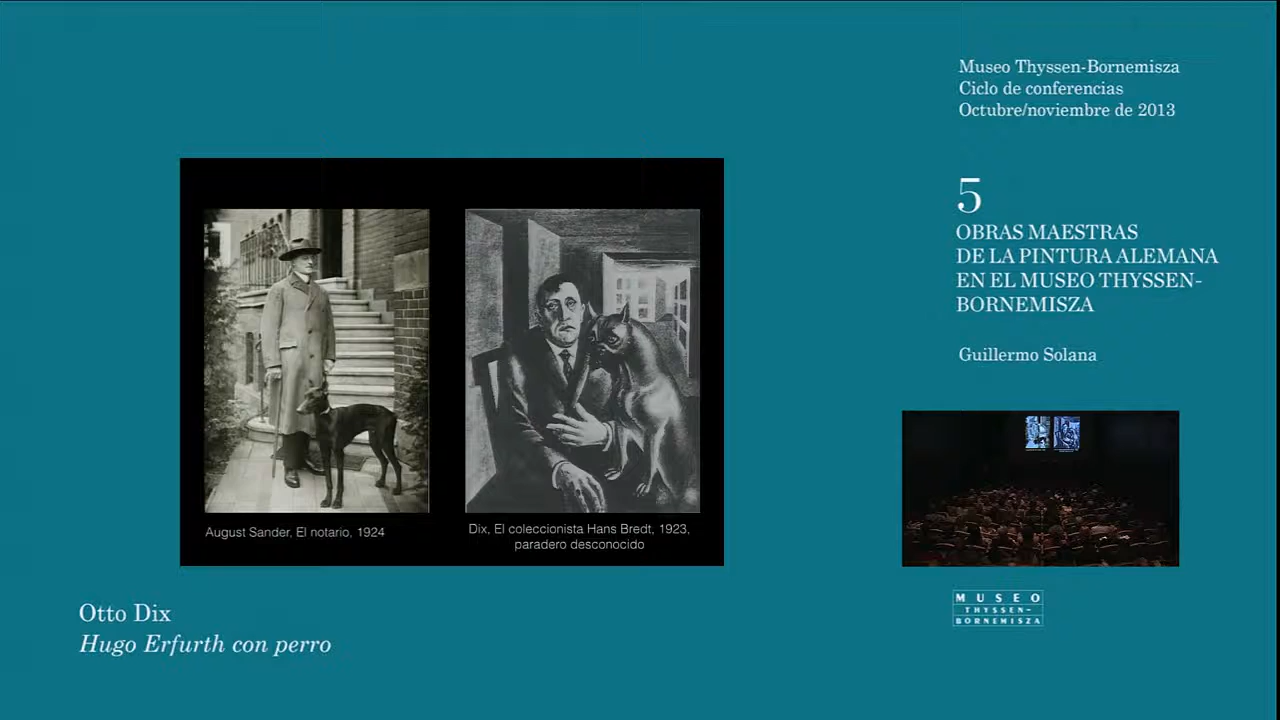 Museo Thyssen-Bornemisza
Ciclo de conferencias
Octubre/noviembre de 2013
5
OBRAS MAESTRAS
DE LA PINTURA ALEMANA
EN EL MUSEO THYSSEN-
BORNEMISZA
Guillermo Solana
August Sander, El notario, 1924
Dix, El coleccionista Hans Bredt, 1923,
paradero desconocido
Otto Dix
Hugo Erfurth con perro
MUSEO
THYSSEN-
BORNEMISZA